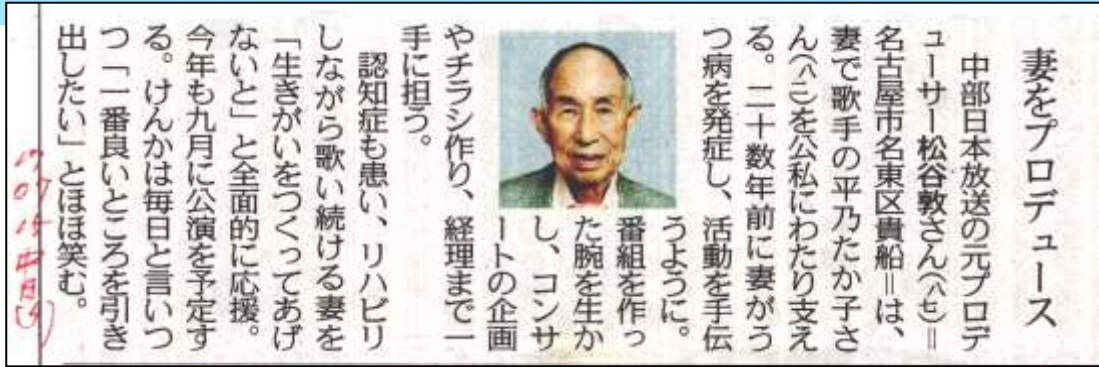 妻をプロデュース
中部日本放送の元プロデ
ューサー松谷敦さん(八七)=
名古屋市名東区貴船=は、
妻で歌手の平乃たか子さ
ん(八二)を公私にわたり支え
る。二十数年前に妻がう
つ病を発症し、活動を手伝
うように。
番組を作っ
た腕を生か
し、コンサ
ートの企画
やチラシ作り、経理まで一
手に担う。
認知症も患い、リハビリ
しながら歌い続ける妻を
「生きがいをつくってあげ
ないと」と全面的に応援。
今年も九月に公演を予定す
る。けんかは毎日と言いつ
つ「一番良いところを引き
出したい」とほほ笑む。